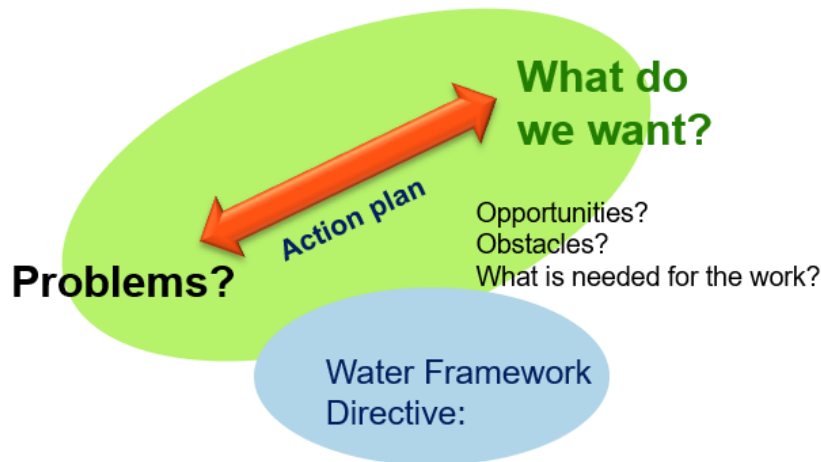 What do
we want?
Action plan
Opportunities?
Obstacles?
What is needed for the work?
Problems?
Water Framework
Directive: